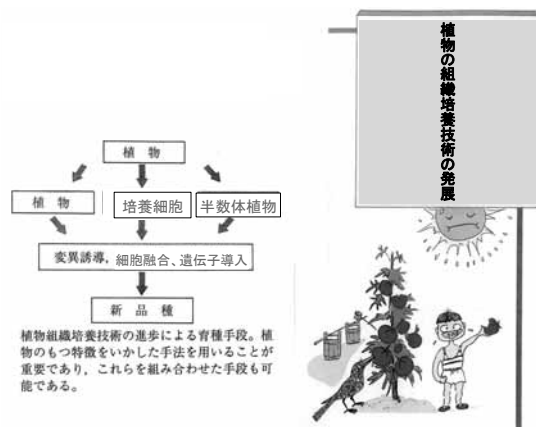 植物の組織培養技術の発展
植物
植物 培養細胞 半数体植物
変異誘導，細胞融合、遺伝子導入
新品種
植物組織培養技術の進歩による育種手段。植
物のもつ特徴をいかした手法を用いることが
重要であり，これらを組み合わせた手段も可
能である。